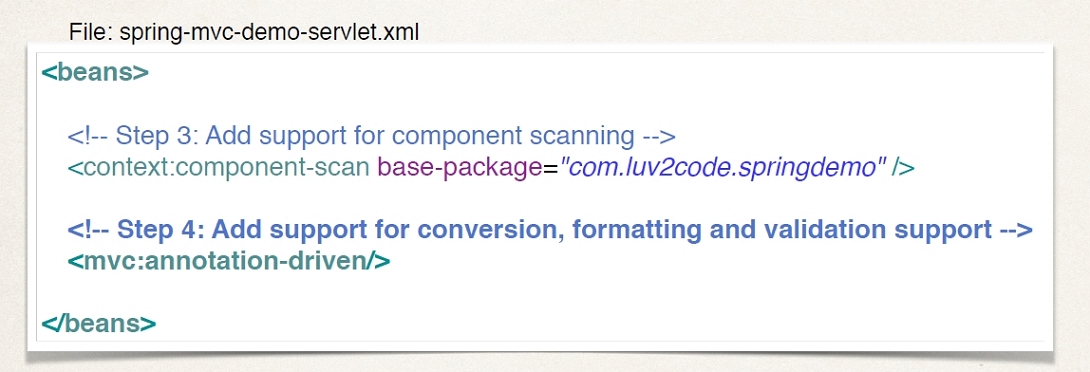 File: spring-mvc-demo-servlet.xml
<beans>
<!-- Step 3: Add support for component scanning -->
<context:component-scan base-package="com.luv2code.springdemo" />
<!-- Step 4: Add support for conversion, formatting and validation support -->
<mvc:annotation-driven/>
</beans>